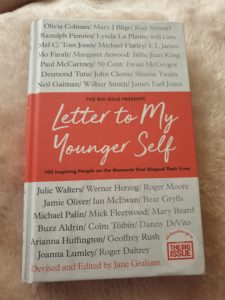 Olivia Colman/ Mary J Blige/ Rod Stewart
Ranulph Fiennes/ Lynda La Plante/ will.i.am
Mel C/ Tom Jones/ Michael Flatley/ E.L. James
Mo Farah/ Margaret Atwood/ Billie Jean King
Paul McCartney/ 50 Cent/ Ewan McGregor
Desmond Tutu/ John Cleese/ Shania Twain
Neil Gaiman/ Wilbur Smith/ James Earl Jones
THE BIG ISSUE PRESENTS
Letter to My
Younger Self
100 Inspiring People on the Moments That Shaped Their Lives
Julie Walters/ Werner Herzog/ Roger Moore
Jamie Oliver/ Ian McEwan/ Bear Grylls
Michael Palin/ Mick Fleetwood/ Mary Beard
Buzz Aldrin/ Colm Tóibín/ Danny DeVito
Arianna Huffington/ Geoffrey Rush
Joanna Lumley/ Roger Daltrey
Devised and Edited by Jane Graham
THE BIG
ISSUE